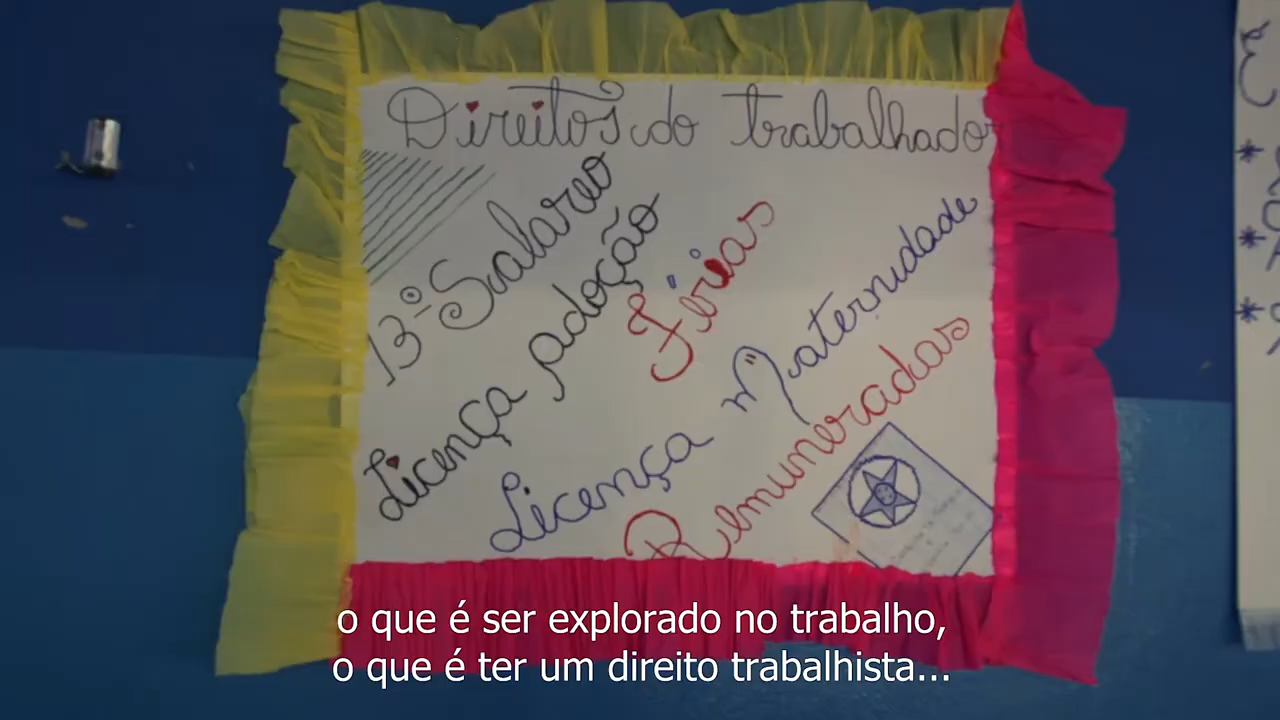 Direitos do trabalhador
13º Salareo
Licença adoção
Férias
Licença Maternidade
Remuneradas
o que é ser explorado no trabalho,
o que é ter um direito trabalhista...